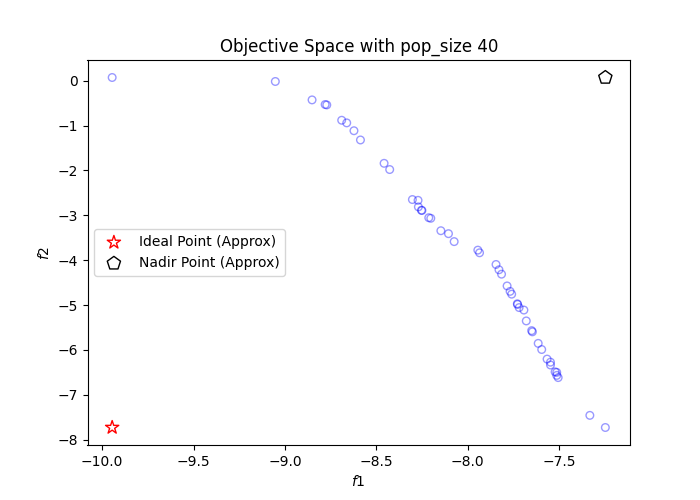 Objective Space with pop_size 40
f2
0
−1
−2
−3
−4
−5
−6
−7
−8
Ideal Point (Approx)
Nadir Point (Approx)
−10.0 −9.5 −9.0 −8.5 −8.0 −7.5
f1